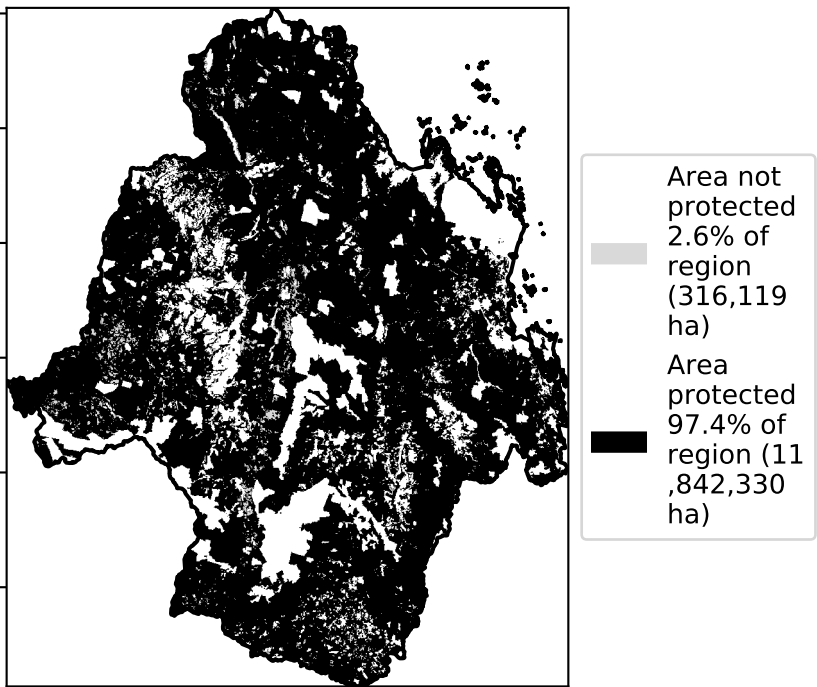 Area not
protected
2.6% of
region
(316,119
ha)
Area
protected
97.4% of
region (11
,842,330
ha)